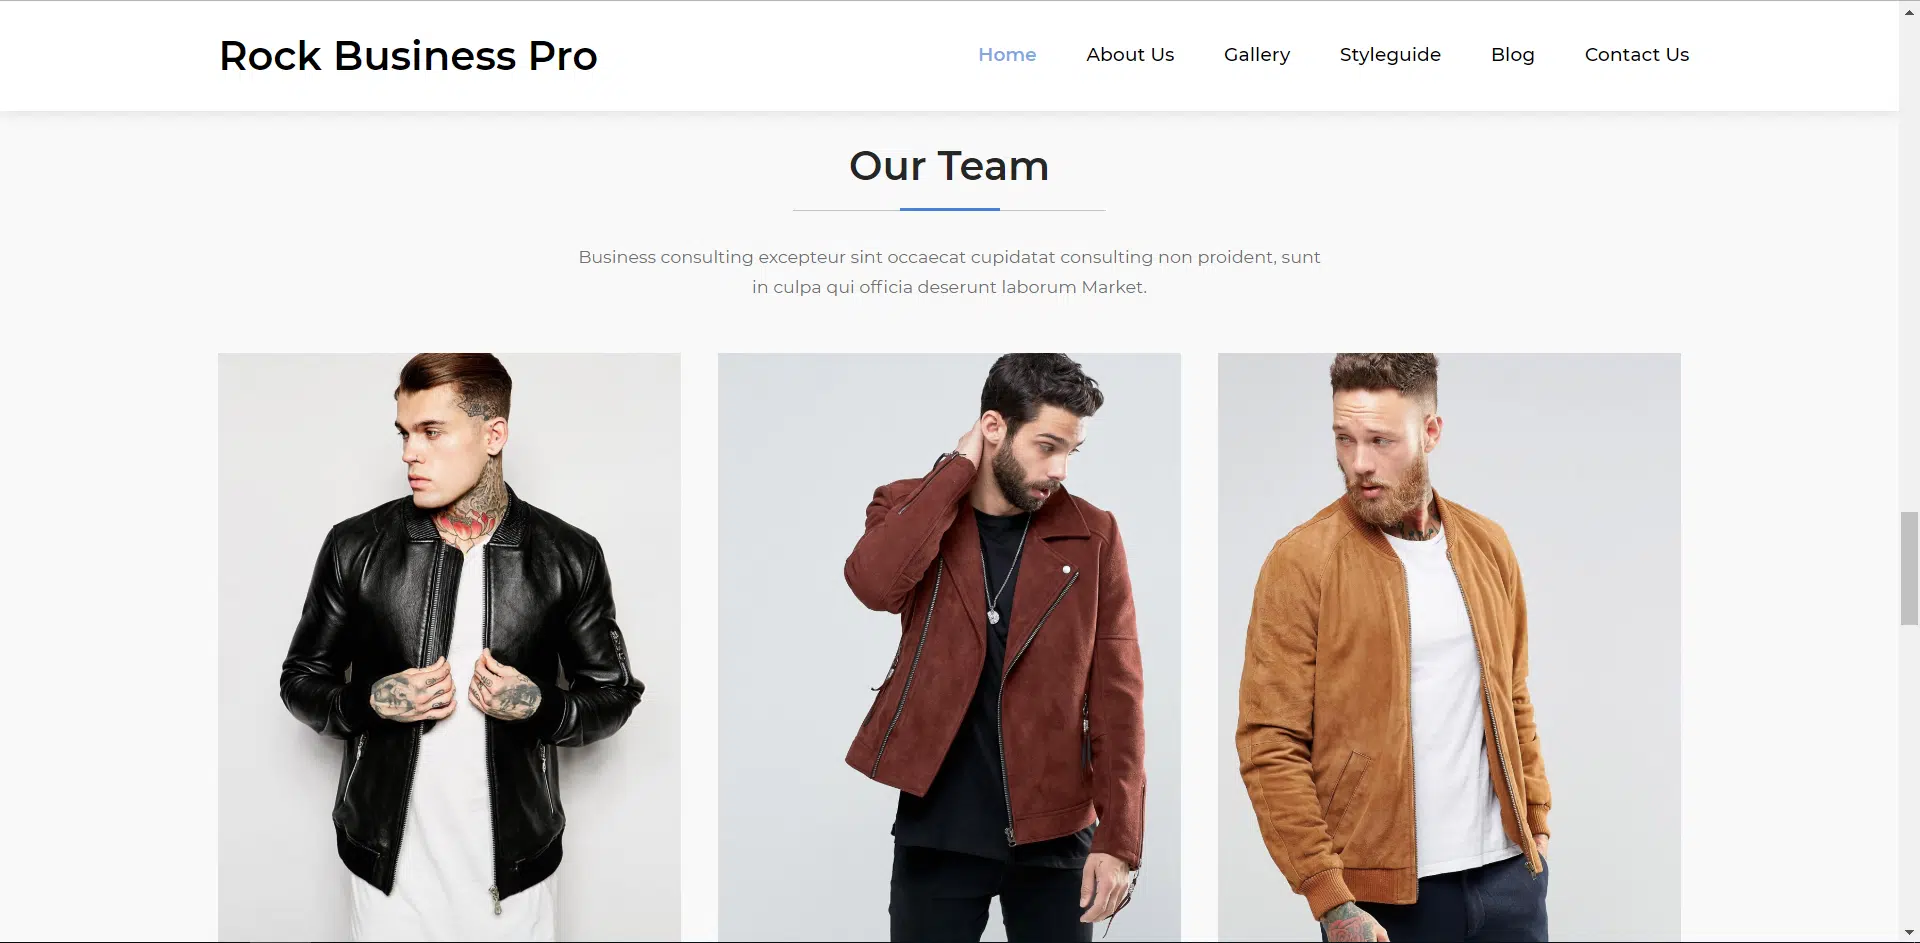 Rock Business Pro
Home About Us Gallery Styleguide Blog Contact Us
Our Team
Business consulting excepteur sint occaecat cupidatat consulting non proident, sunt
in culpa qui officia deserunt laborum Market.